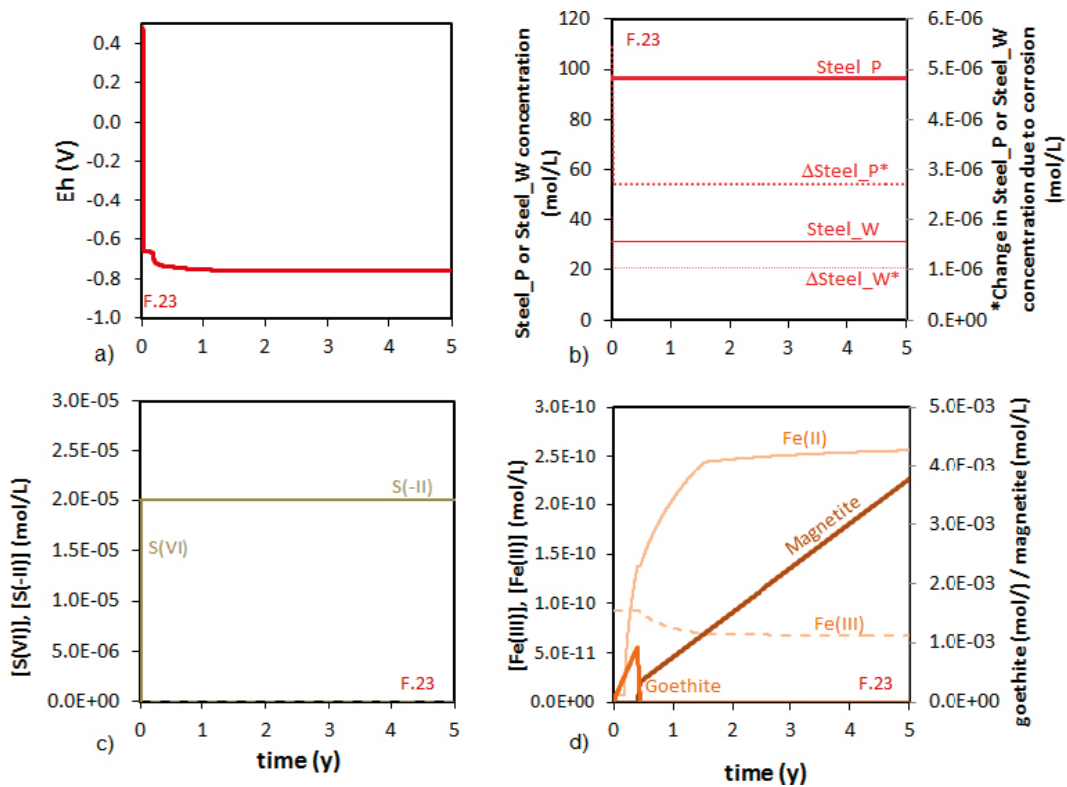 0.4
0.2
0.0
-0.2
-0.4
-0.6
-0.8
-1.0
Eh (V)
F.23
0 1 2 3 4 5
a)
120
100
80
60
40
20
0
Steel_P or Steel_W concentration
(mol/L)
F.23
Steel_P
ΔSteel_P*
Steel_W
ΔSteel_W*
6.E-06
5.E-06
4.E-06
3.E-06
2.E-06
1.E-06
0.E+00
*Change in Steel_P or Steel_W
concentration due to corrosion
(mol/L)
0 1 2 3 4 5
b)
3.0E-05
2.5E-05
2.0E-05
1.5E-05
1.0E-05
5.0E-06
0.0E+00
[S(VI)], [S(-II)] (mol/L)
S(-II)
S(VI)
F.23
0 1 2 3 4 5
c)
time (y)
3.0E-10
2.5E-10
2.0E-10
1.5E-10
1.0E-10
5.0E-11
0.0E+00
[Fe(III)], [Fe(II)] (mol/L)
Fe(II)
Magnetite
Fe(III)
Goethite
F.23
5.0E-03
4.0E-03
3.0E-03
2.0E-03
1.0E-03
0.0E+00
goethite (mol/) / magnetite (mol/L)
0 1 2 3 4 5
d)
time (y)